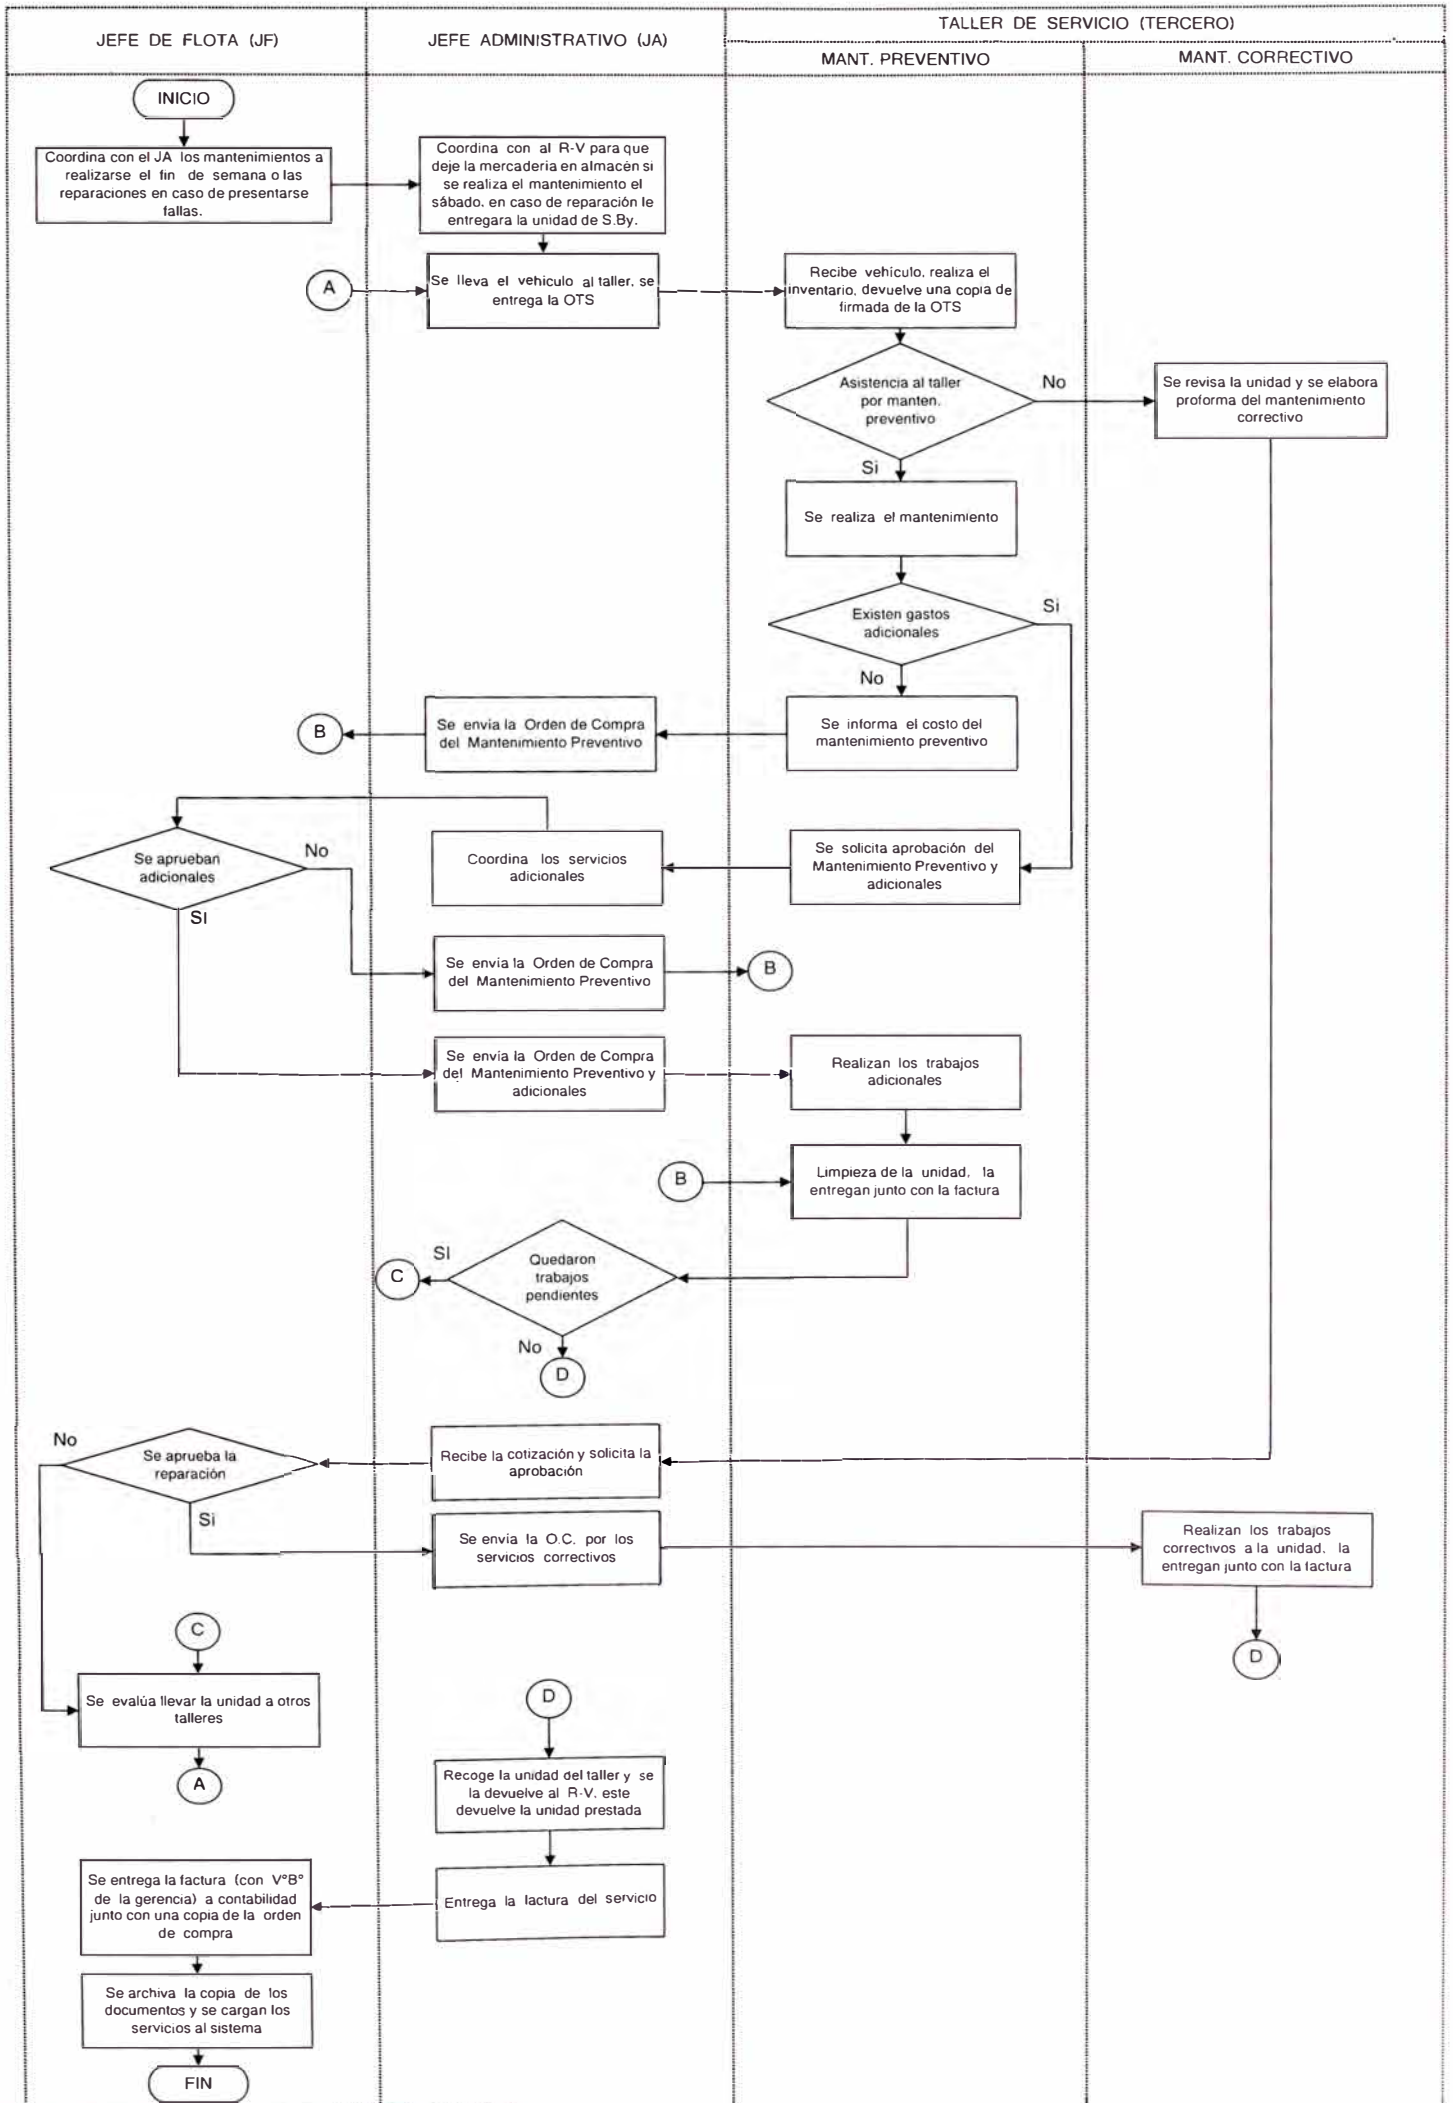 TALLER DE SERVICIO (TERCERO)
JEFE DE FLOTA (JF)
JEFE ADMINISTRATIVO (JA)
MANT. PREVENTIVO
MANT. CORRECTIVO
INICIO
Coordina con el JA los mantenimientos a
realizarse el fin de semana o las
reparaciones en caso de presentarse
fallas.
Coordina con al R-V para que
deje la mercaderia en almacén si
se realiza el mantenimiento el
sábado. en caso de reparación le
entregara la unidad de S.By.
A
Se lleva el vehiculo al taller, se
entrega la OTS
Recibe vehículo. realiza el
inventario. devuelve una copia de
firmada de la OTS
Asistencia al taller
por manten.
preventivo
No
Se revisa la unidad y se elabora
proforma del mantenimiento
correctivo
Si
Se realiza el mantenimiento
Existen gastos
adicionales
Si
No
B
Se envia la Orden de Compra
del Mantenimiento Preventivo
Se informa el costo del
mantenimiento preventivo
Se aprueban
adicionales
No
Coordina los servicios
adicionales
Se solicita aprobación del
Mantenimiento Preventivo y
adicionales
SI
Se envia la Orden de Compra
del Mantenimiento Preventivo
B
Se envia la Orden de Compra
del Mantenimiento Preventivo y
adicionales
Realizan los trabajos
adicionales
B
Limpieza de la unidad, la
entregan junto con la factura
C
SI
Quedaron
trabajos
pendientes
No
D
No
Se aprueba la
reparación
Recibe la cotización y solicita la
aprobación
Si
Se envia la O.C. por los
servicios correctivos
Realizan los trabajos
correctivos a la unidad. la
entregan junto con la factura
C
D
Se evalúa llevar la unidad a otros
talleres
D
A
Recoge la unidad del taller y se
la devuelve al R-V. este
devuelve la unidad prestada
Se entrega la factura (con V°B°
de la gerencia) a contabilidad
junto con una copia de la orden
de compra
Entrega la factura del servicio
Se archiva la copia de los
documentos y se cargan los
servicios al sistema
FIN